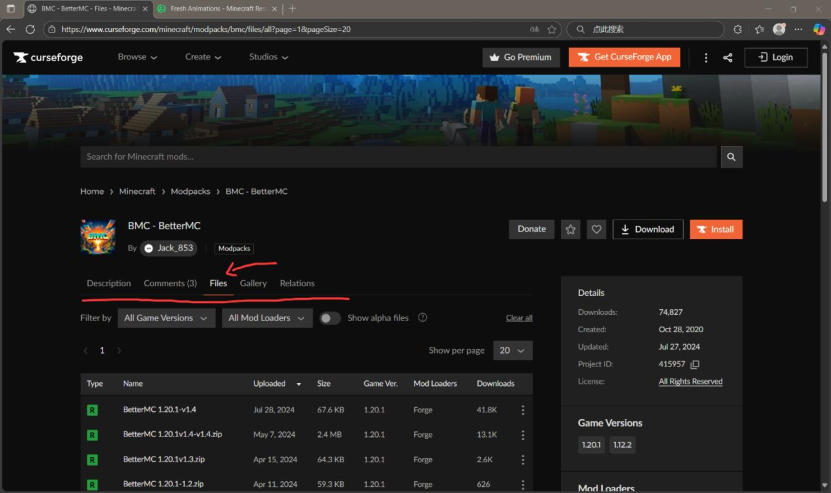 BMC - BetterMC - Files - Minecra
Fresh Animations - Minecraft Res
https://www.curseforge.com/minecraft/modpacks/bmc/files/all?page=1&pageSize=20
点此搜索
curseforge
Browse
Create
Studios
Go Premium
Get CurseForge App
Login
Search for Minecraft mods...
Home > Minecraft > Modpacks > BMC - BetterMC
BMC
BMC - BetterMC
By Jack_853 Modpacks
Donate
Download
Install
Description Comments (3) Files Gallery Relations
Filter by All Game Versions All Mod Loaders Show alpha files Clear all
1
Show per page 20
Type Name Uploaded Size Game Ver. Mod Loaders Downloads
R BetterMC 1.20.1-v1.4 Jul 28, 2024 67.6 KB 1.20.1 Forge 41.8K
R BetterMC 1.20.1v1.4-v1.4.zip May 7, 2024 2.4 MB 1.20.1 Forge 13.1K
R BetterMC 1.20.1v1.3.zip Apr 15, 2024 64.3 KB 1.20.1 Forge 2.6K
R BetterMC 1.20.1-1.2.zip Apr 11, 2024 59.3 KB 1.20.1 Forge 626
Details
Downloads: 74,827
Created: Oct 28, 2020
Updated: Jul 27, 2024
Project ID: 415957
License: All Rights Reserved
Game Versions
1.20.1 1.12.2
Mod Loaders